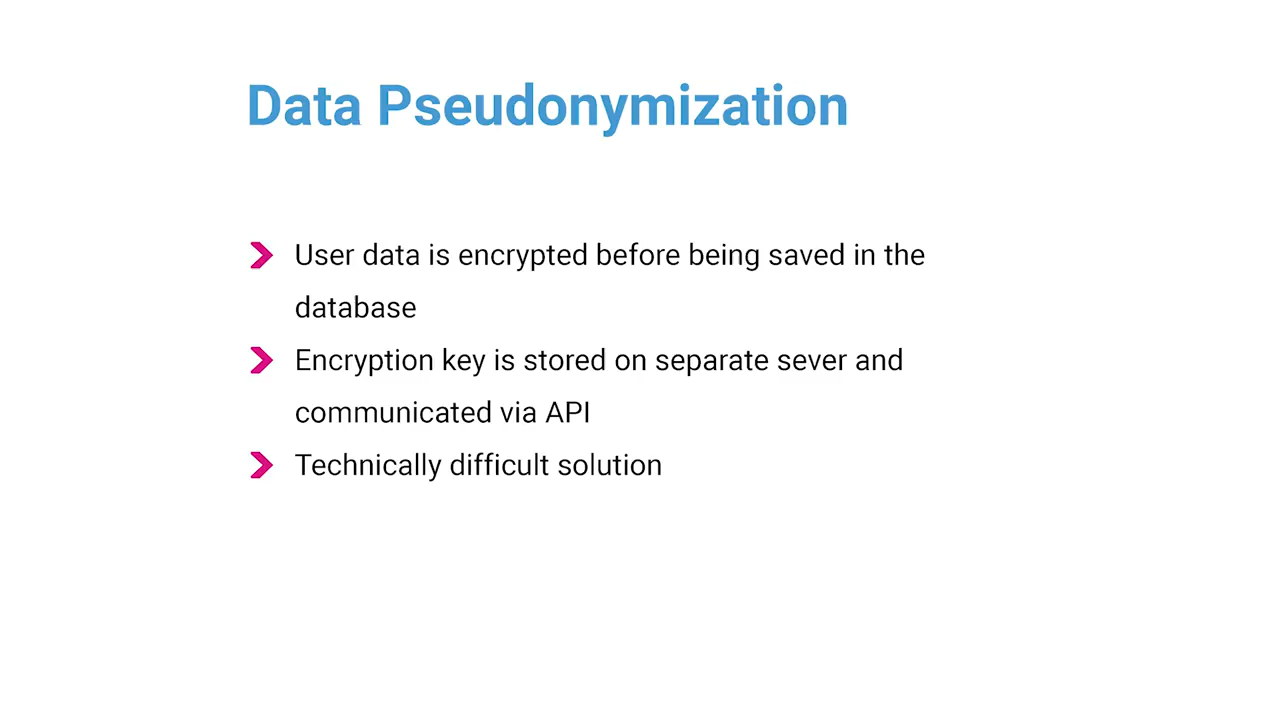 Data Pseudonymization
User data is encrypted before being saved in the
database
Encryption key is stored on separate sever and
communicated via API
Technically difficult solution